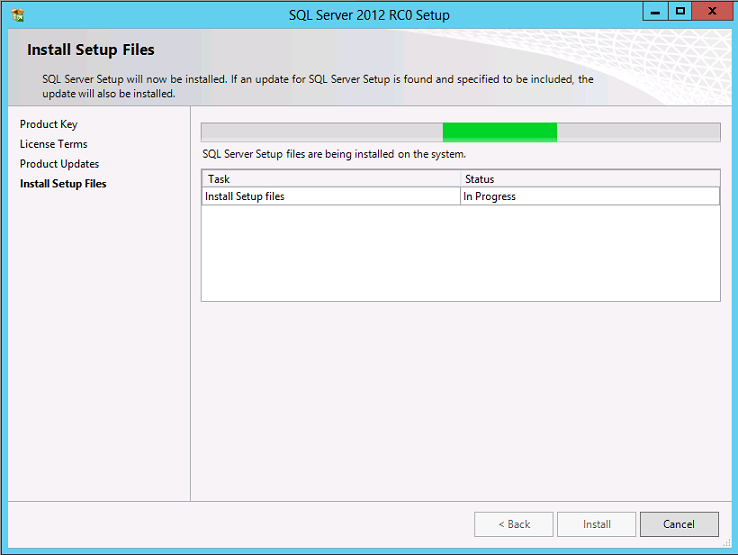 SQL Server 2012 RC0 Setup
Install Setup Files
SQL Server Setup will now be installed. If an update for SQL Server Setup is found and specified to be included, the
update will also be installed.
Product Key
License Terms
Product Updates
Install Setup Files
SQL Server Setup files are being installed on the system.
Task Status
Install Setup files In Progress
< Back Install Cancel